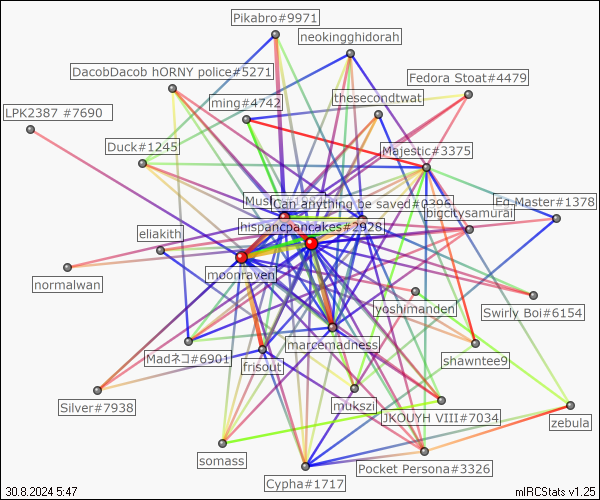 Pikabro#9971
neokingghidorah
DacobDacob hORNY police#5271
Fedora Stoat#4479
ming#4742
thesecondtwat
LPK2387 #7690
Duck#1245
Majestic#3375
Can anything be saved#0396
Eg Master#1378
bigcitysamurai
hispancpancakes#2928
eliakith
moonraven
normalwan
yoshimanden
Swirly Boi#6154
marcemadness
Madネコ#6901
shawntee9
frisout
Silver#7938
mukszi
JKOUYH VIII#7034
zebula
somass
Pocket Persona#3326
Cypha#1717
30.8.2024 5:47
mIRCStats v1.25